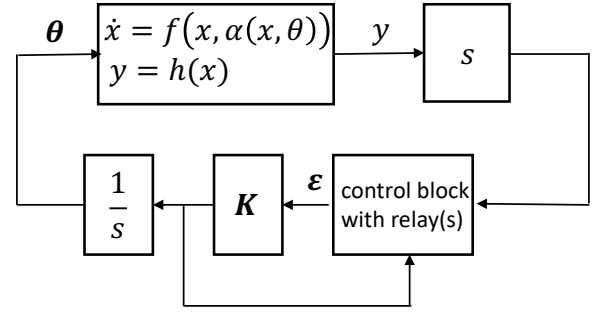 θ
ẋ = f(x, α(x, θ))
y = h(x)
y
s
1
s
K
ε
control block
with relay(s)